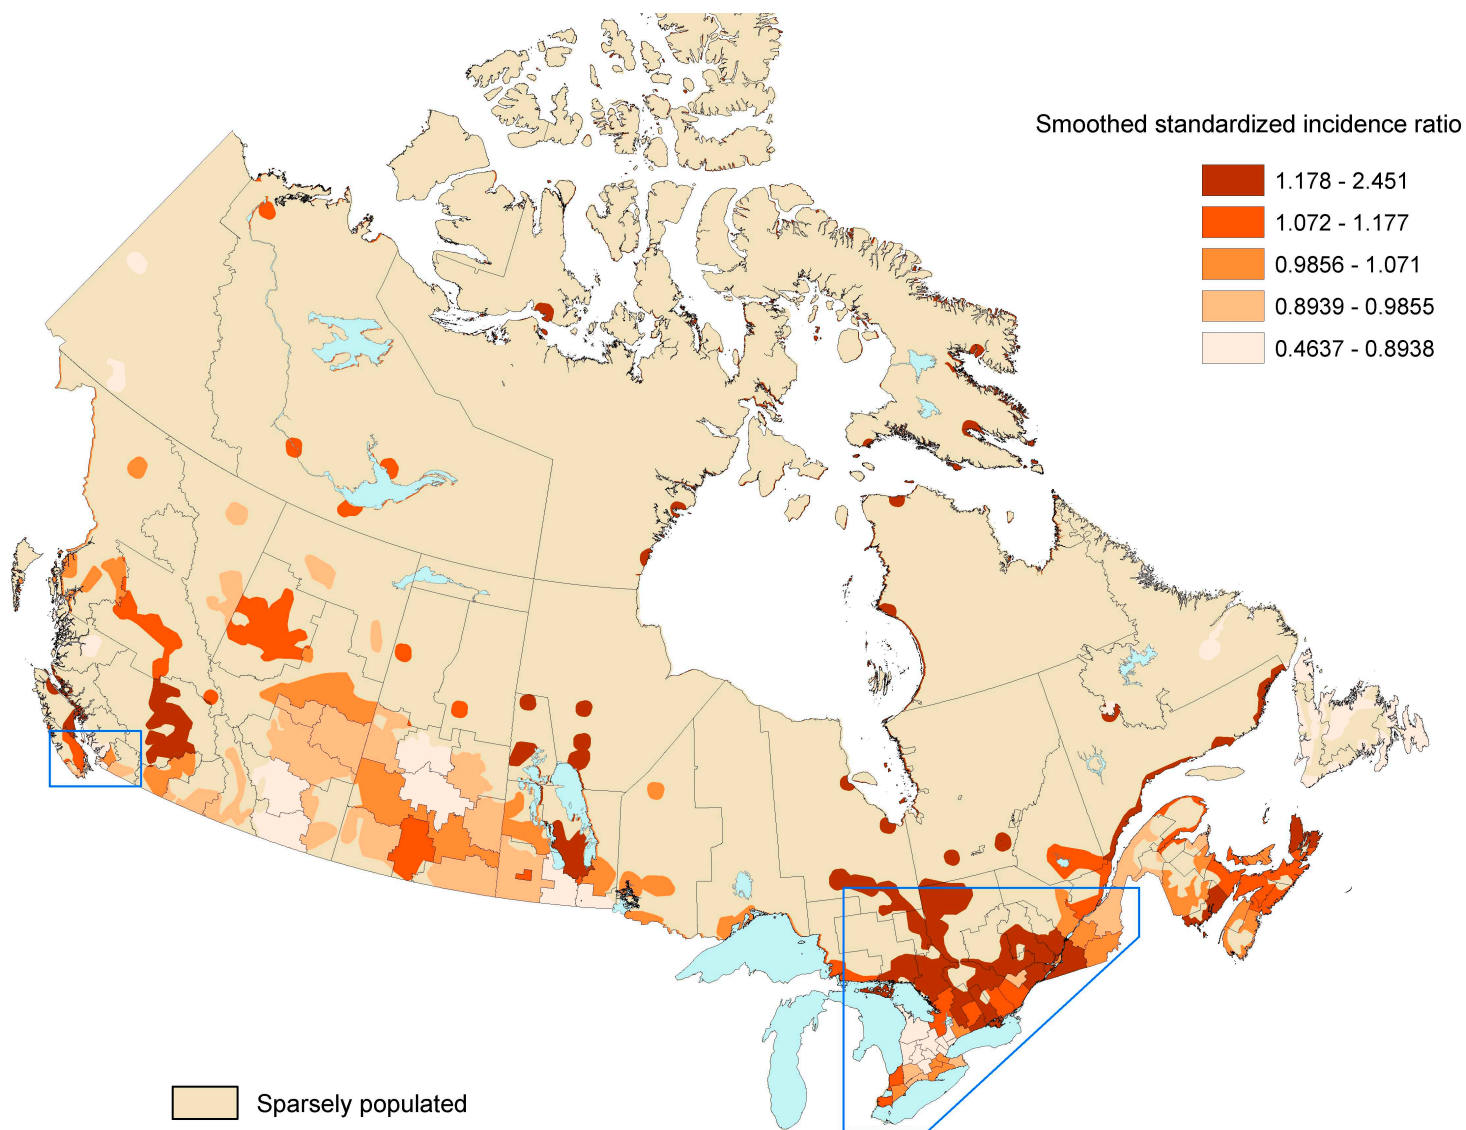 Smoothed standardized incidence ratio
1.178 - 2.451
1.072 - 1.177
0.9856 - 1.071
0.8939 - 0.9855
0.4637 - 0.8938
Sparsely populated